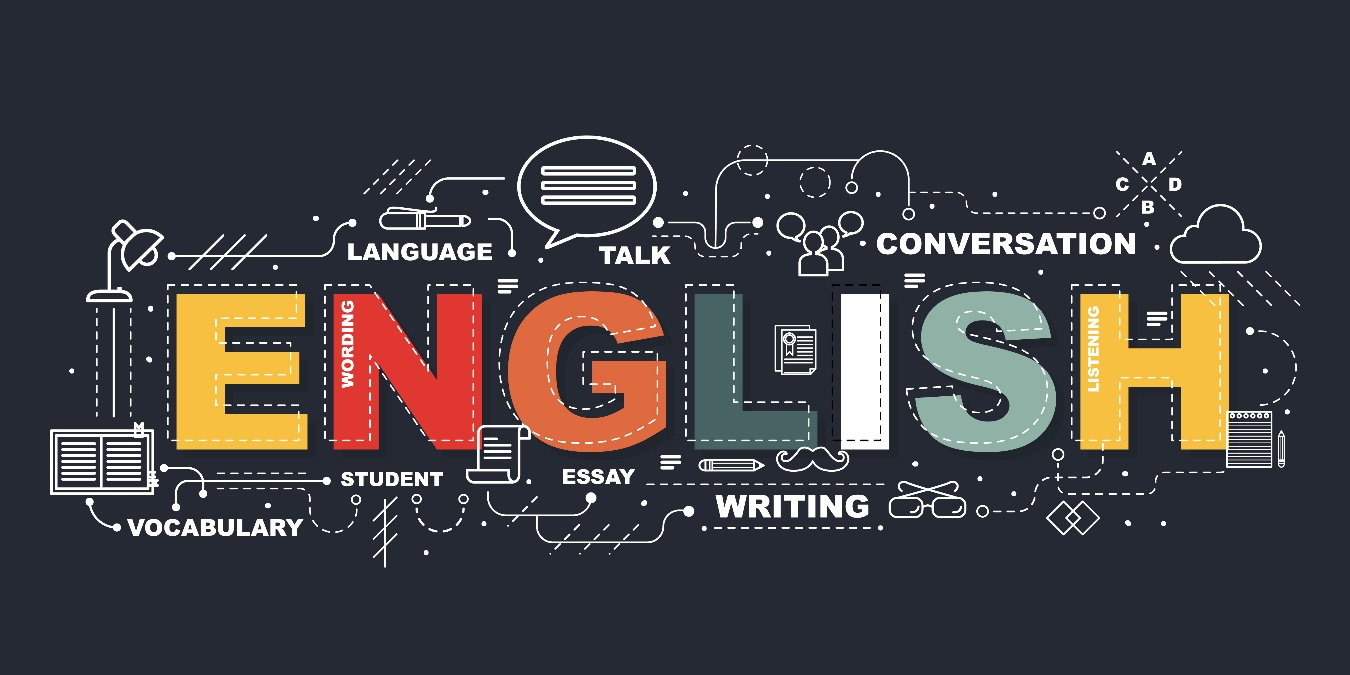 A
C D
B
LANGUAGE
TALK
CONVERSATION
ENGLISH
WORDING
LISTENING
STUDENT
ESSAY
WRITING
VOCABULARY